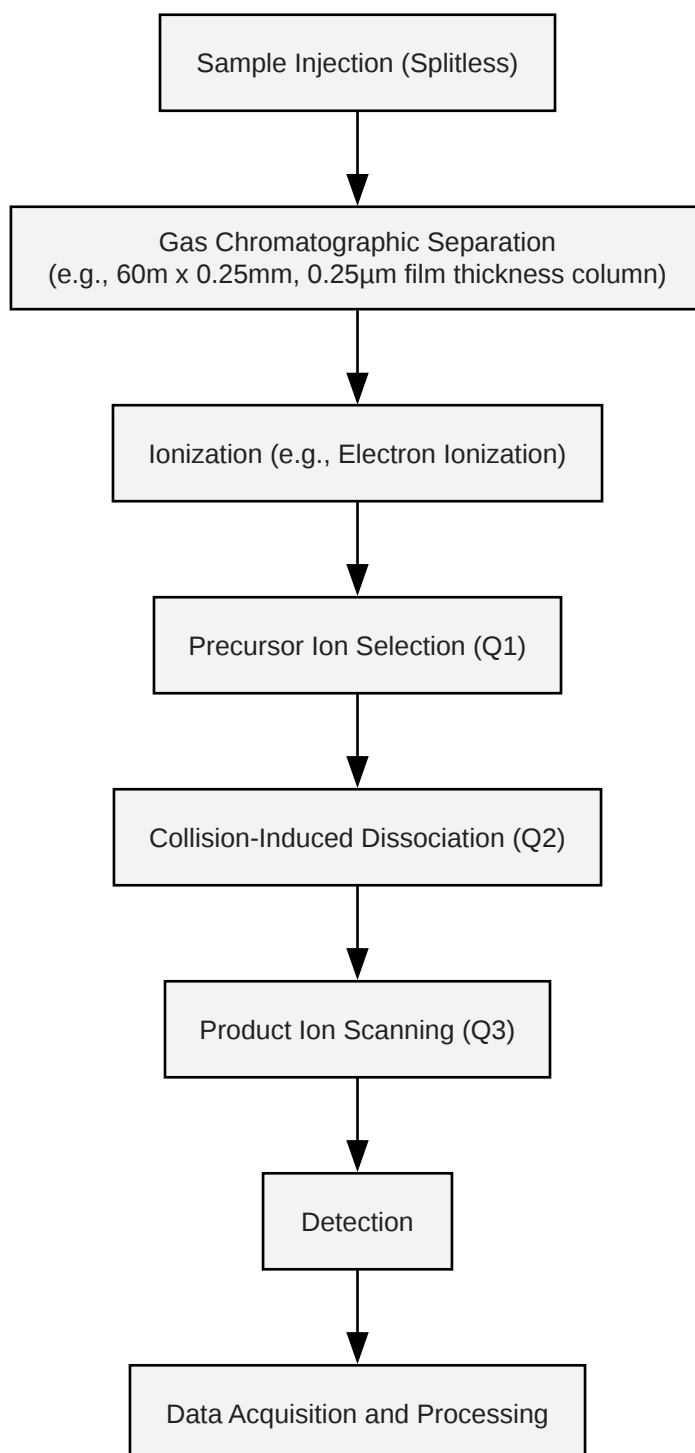 Sample Injection (Splitless)
Gas Chromatographic Separation
(e.g., 60m x 0.25mm, 0.25µm film thickness column)
Ionization (e.g., Electron Ionization)
Precursor Ion Selection (Q1)
Collision-Induced Dissociation (Q2)
Product Ion Scanning (Q3)
Detection
Data Acquisition and Processing